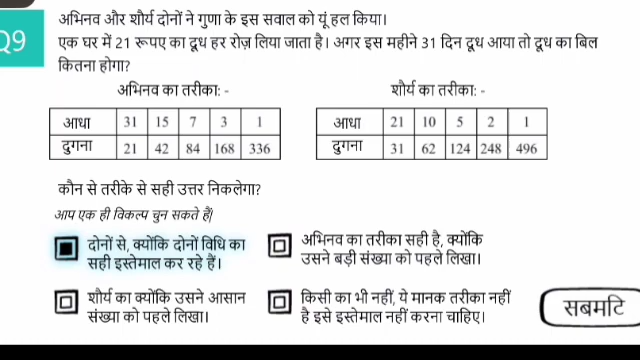 अभिनव और शौर्य दोनों ने गुणा के इस सवाल को यूं हल किया।
Q9
एक घर में 21 रूपए का दूध हर रोज़ लिया जाता है। अगर इस महीने 31 दिन दूध आया तो दूध का बिल
कितना होगा?
अभिनव का तरीका: -
शौर्य का तरीका: -
आधा 31 15 7 3 1
दुगना 21 42 84 168 336
आधा 21 10 5 2 1
दुगना 31 62 124 248 496
कौन से तरीके से सही उत्तर निकलेगा?
आप एक ही विकल्प चुन सकते हैं|
दोनों से, क्योंकि दोनों विधि का
सही इस्तेमाल कर रहे हैं।
अभिनव का तरीका सही है, क्योंकि
उसने बड़ी संख्या को पहले लिखा।
शौर्य का क्योंकि उसने आसान
संख्या को पहले लिखा।
किसी का भी नहीं, ये मानक तरीका नहीं
है इसे इस्तेमाल नहीं करना चाहिए।
सबमिट